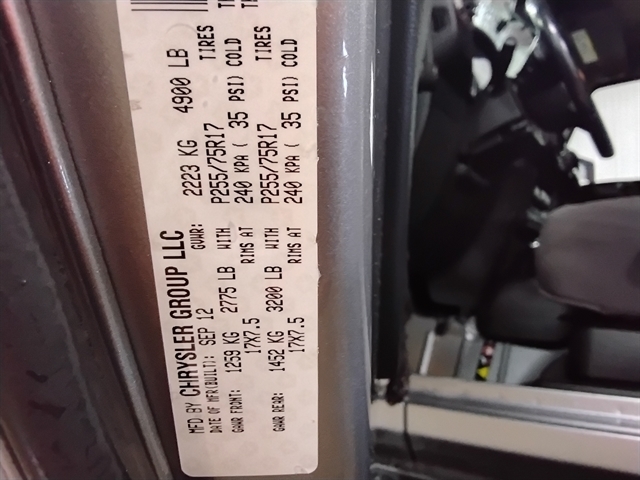 MFD BY CHRYSLER GROUP LLC
DATE OF MFR(BUILT): SEP 12 GVWR: 2223 KG 4900 LB
GAWR FRONT: 1259 KG 2775 LB WITH P255/75R17 TIRES
17X7.5 RIMS AT 240 KPA ( 35 PSI) COLD
GAWR REAR: 1452 KG 3200 LB WITH P255/75R17 TIRES
17X7.5 RIMS AT 240 KPA ( 35 PSI) COLD